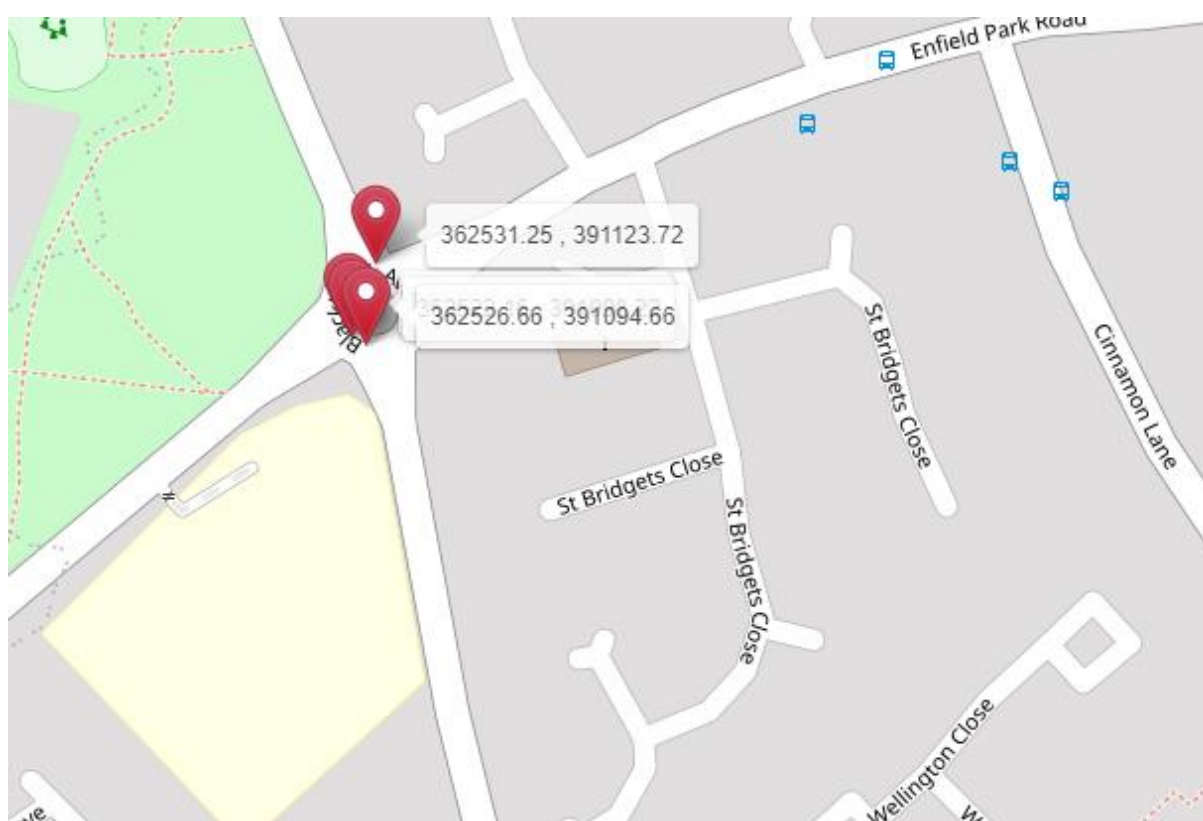 Enfield Park Road
362531.25 , 391123.72
362526.66 , 391094.66
Cinnamon Lane
St Bridgets Close
St Bridgets Close
St Bridgets Close
Wellington Close